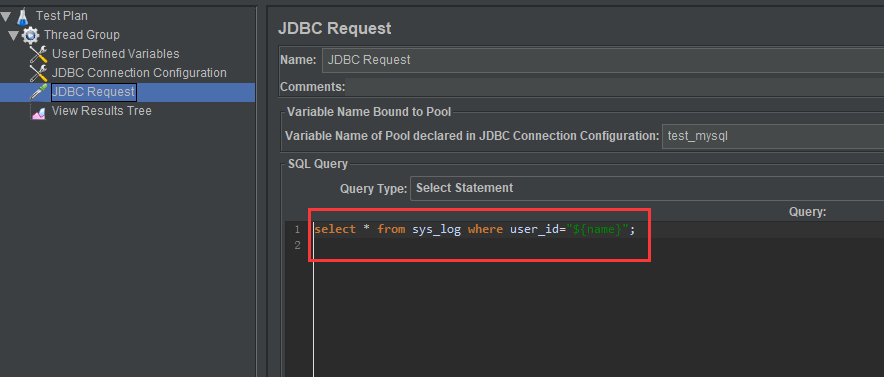 Test Plan
Thread Group
User Defined Variables
JDBC Connection Configuration
JDBC Request
View Results Tree
JDBC Request
Name: JDBC Request
Comments:
Variable Name Bound to Pool
Variable Name of Pool declared in JDBC Connection Configuration: test_mysql
SQL Query
Query Type: Select Statement
Query:
1 select * from sys_log where user_id="${name}";
2